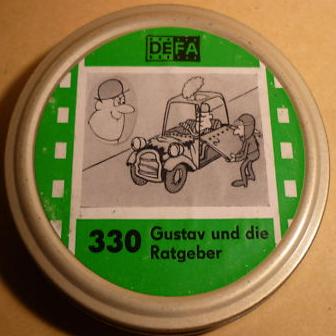 DEFA
330 Gustav und die
Ratgeber